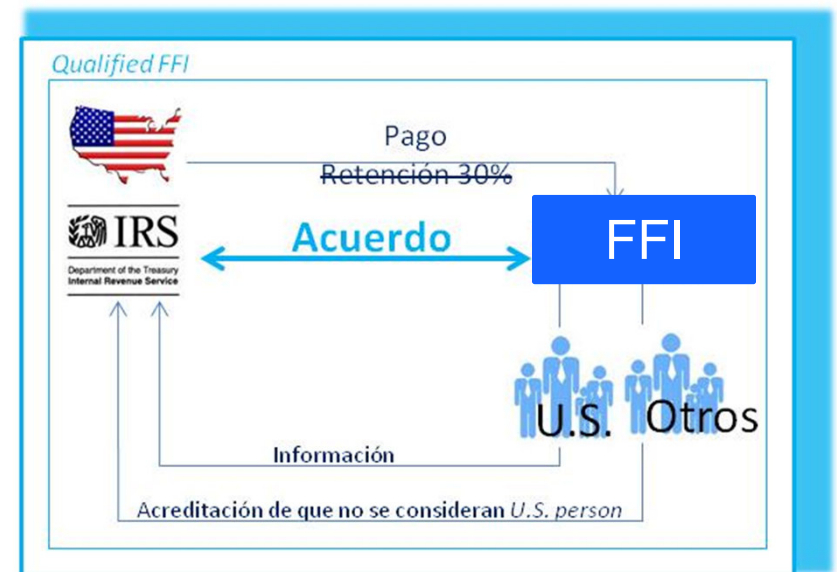 Qualified FFI
Pago
Retención 30%
IRS
Department of the Treasury
Internal Revenue Service
Acuerdo
FFI
U.S.
Otros
Información
Acreditación de que no se consideran U.S. person